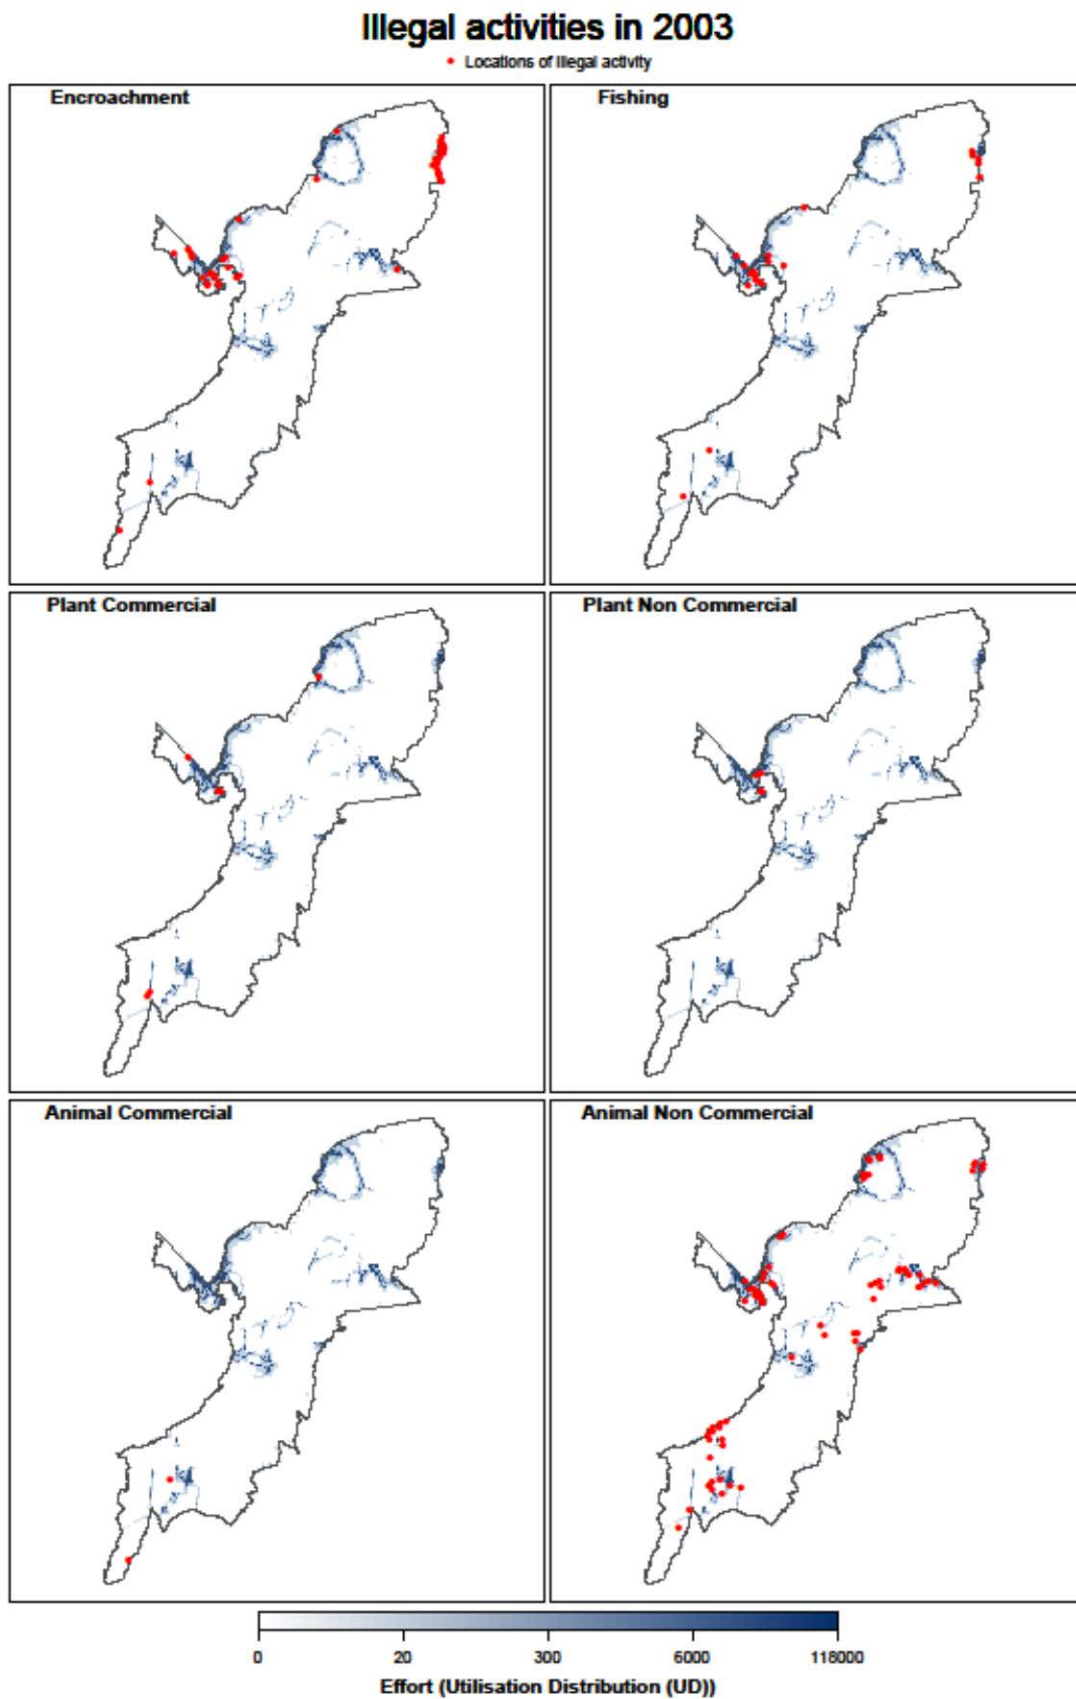 Illegal activities in 2003
Locations of illegal activity
Encroachment
Fishing
Plant Commercial
Plant Non Commercial
Animal Commercial
Animal Non Commercial
0 20 300 6000 118000
Effort (Utilisation Distribution (UD))